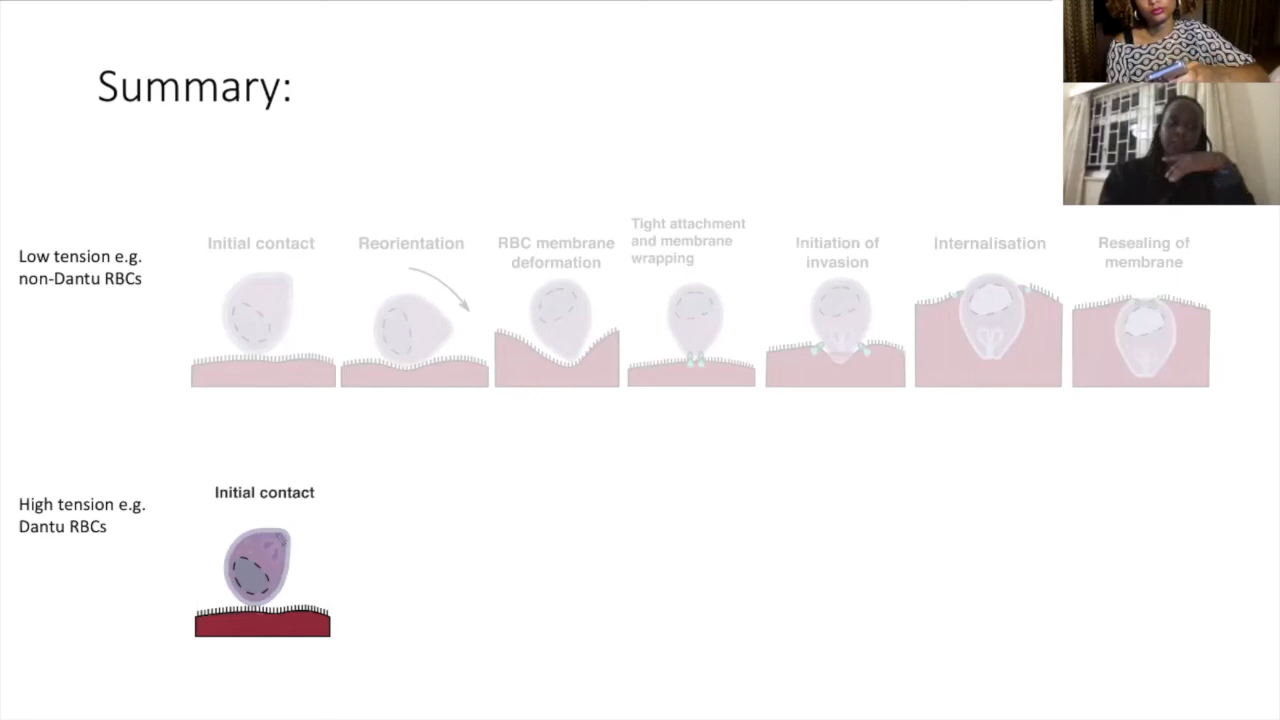 Summary:
Low tension e.g.
non-Dantu RBCs
Initial contact
Reorientation
RBC membrane
deformation
Tight attachment
and membrane
wrapping
Initiation of
invasion
Internalisation
Resealing of
membrane
High tension e.g.
Dantu RBCs
Initial contact